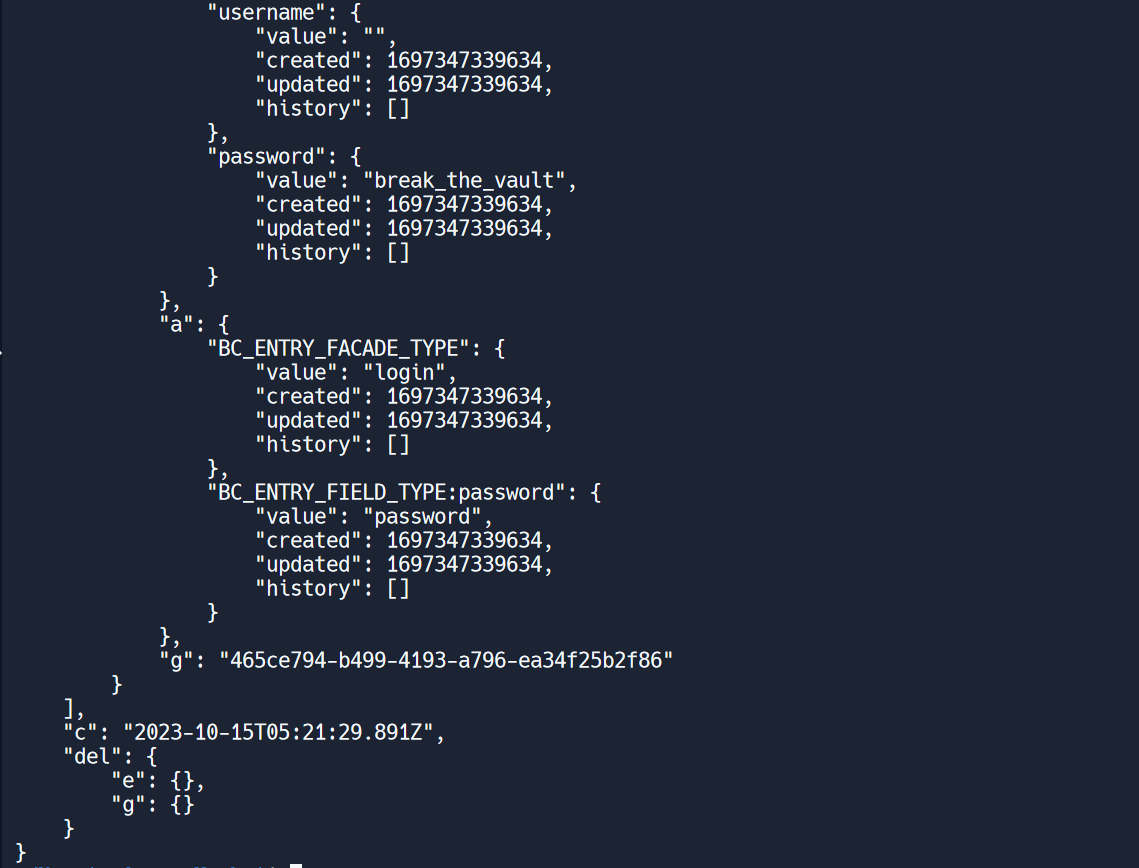 "username": {
"value": "",
"created": 1697347339634,
"updated": 1697347339634,
"history": []
},
"password": {
"value": "break_the_vault",
"created": 1697347339634,
"updated": 1697347339634,
"history": []
}
},
"a": {
"BC_ENTRY_FACADE_TYPE": {
"value": "login",
"created": 1697347339634,
"updated": 1697347339634,
"history": []
},
"BC_ENTRY_FIELD_TYPE:password": {
"value": "password",
"created": 1697347339634,
"updated": 1697347339634,
"history": []
}
},
"g": "465ce794-b499-4193-a796-ea34f25b2f86"
}
],
"c": "2023-10-15T05:21:29.891Z",
"del": {
"e": {},
"g": {}
}
}